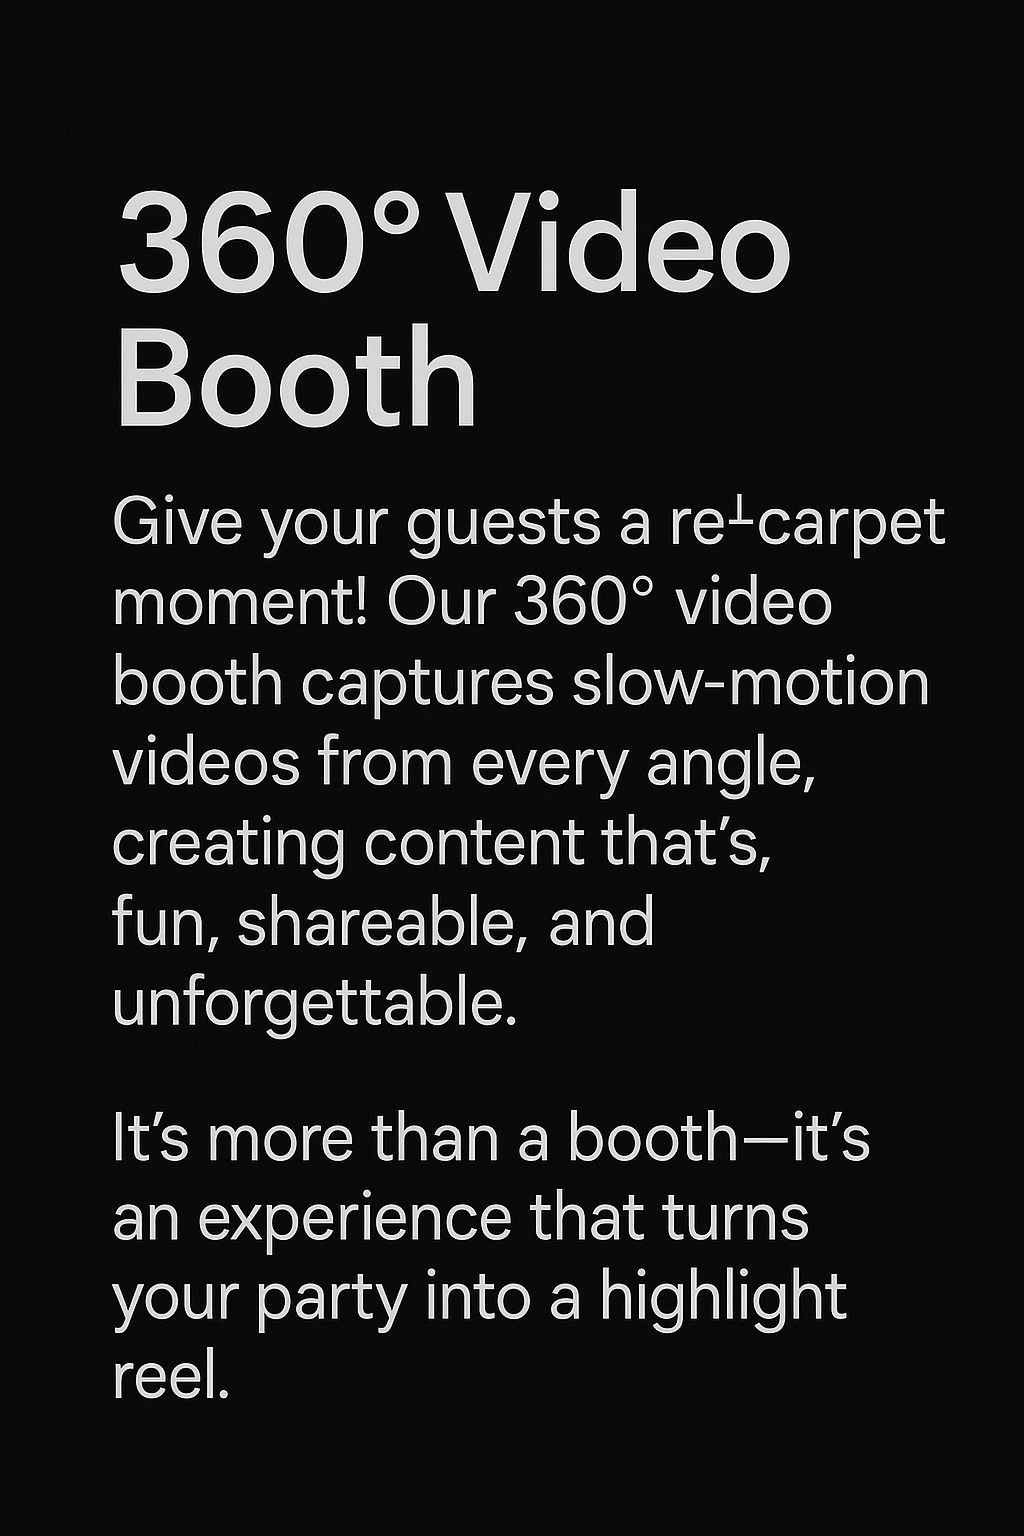 360° Video
Booth
Give your guests a re┴carpet
moment! Our 360° video
booth captures slow-motion
videos from every angle,
creating content that’s,
fun, shareable, and
unforgettable.
It’s more than a booth—it’s
an experience that turns
your party into a highlight
reel.